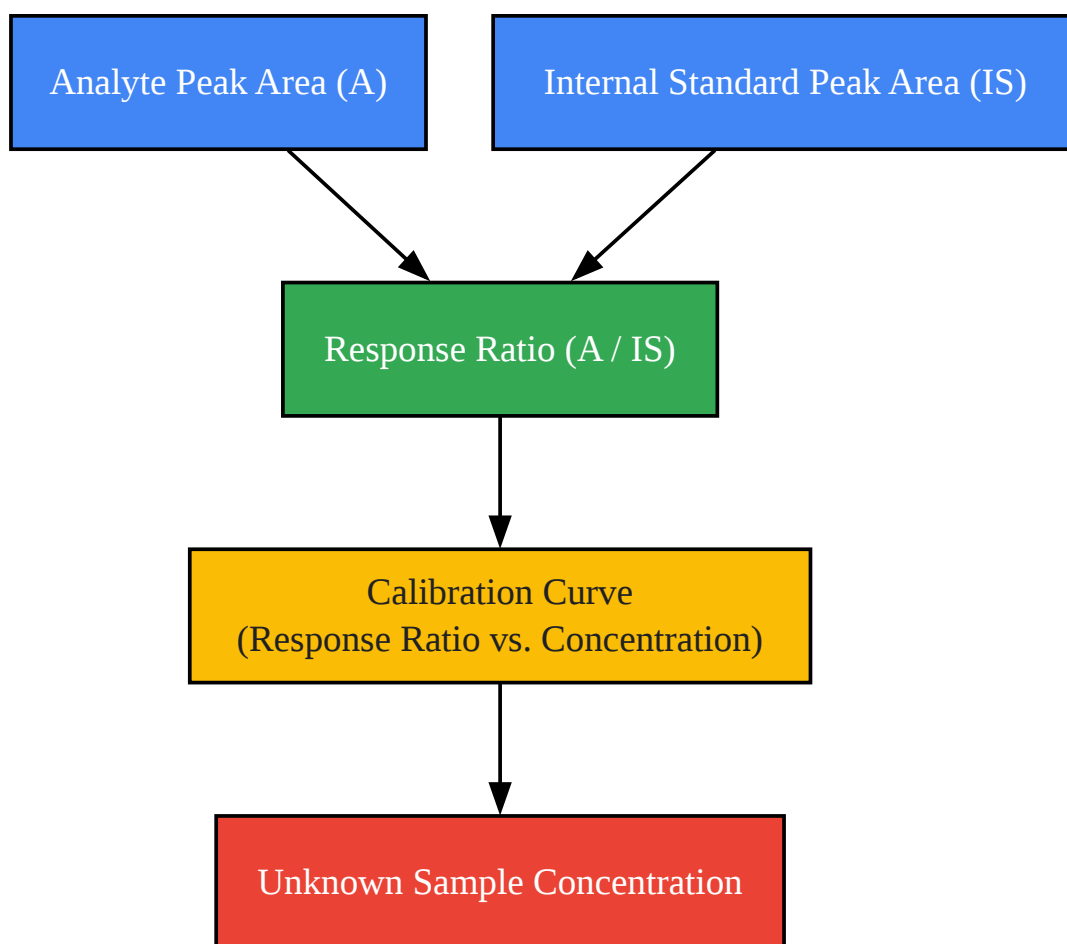 Analyte Peak Area (A)
Internal Standard Peak Area (IS)
Response Ratio (A / IS)
Calibration Curve
(Response Ratio vs. Concentration)
Unknown Sample Concentration